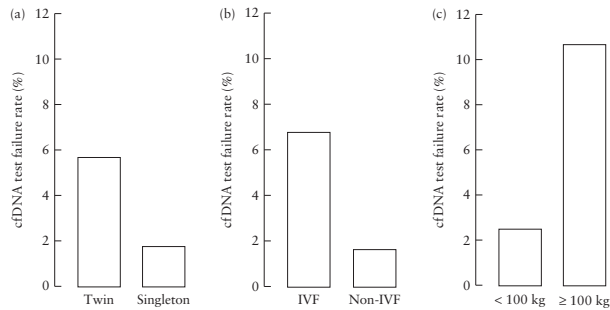 (a)
cfDNA test failure rate (%)
12
10
8
6
4
2
0
Twin Singleton
(b)
cfDNA test failure rate (%)
12
10
8
6
4
2
0
IVF Non-IVF
(c)
cfDNA test failure rate (%)
12
10
8
6
4
2
0
< 100 kg ≥ 100 kg